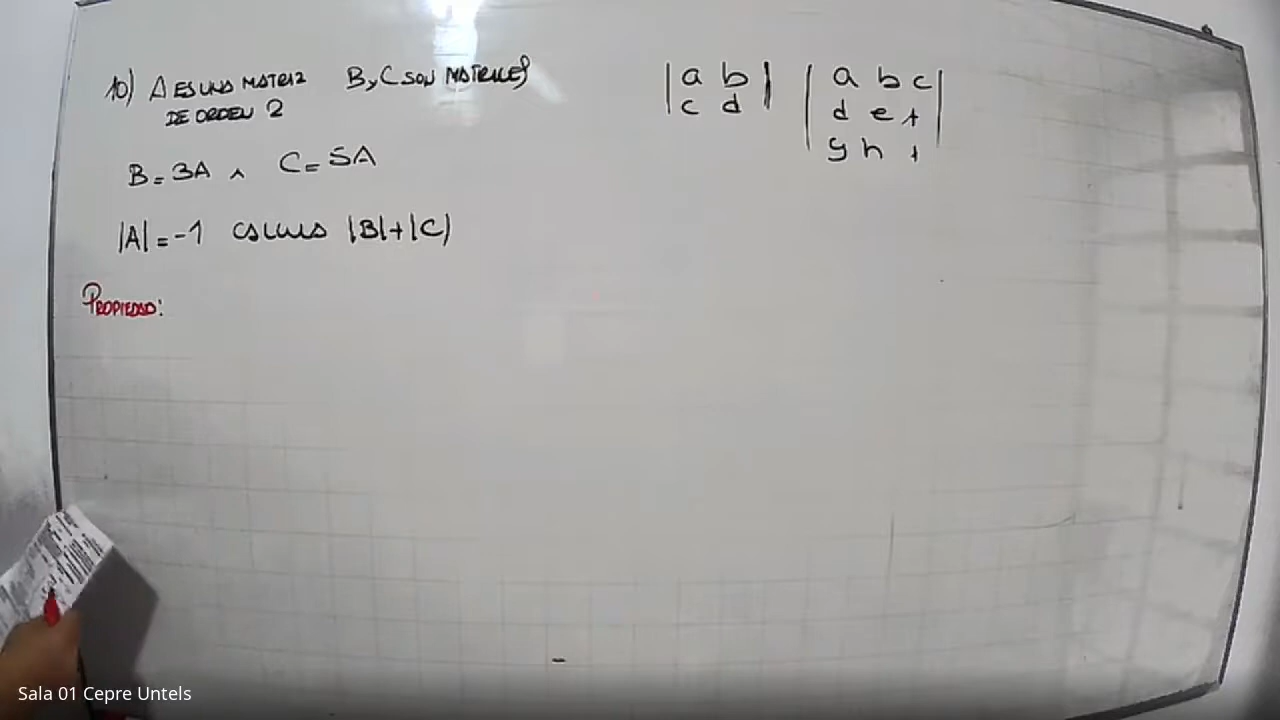 10) A ES UNA MATRIZ B y C SON MATRICES
DE ORDEN 2
B = 3A ∧ C = 5A
|A| = -1 CALCULA |B|+|C|
PROPIEDAD:
|a b|
|c d|
|a b c|
|d e f|
|g h i|
Sala 01 Cepre Untels